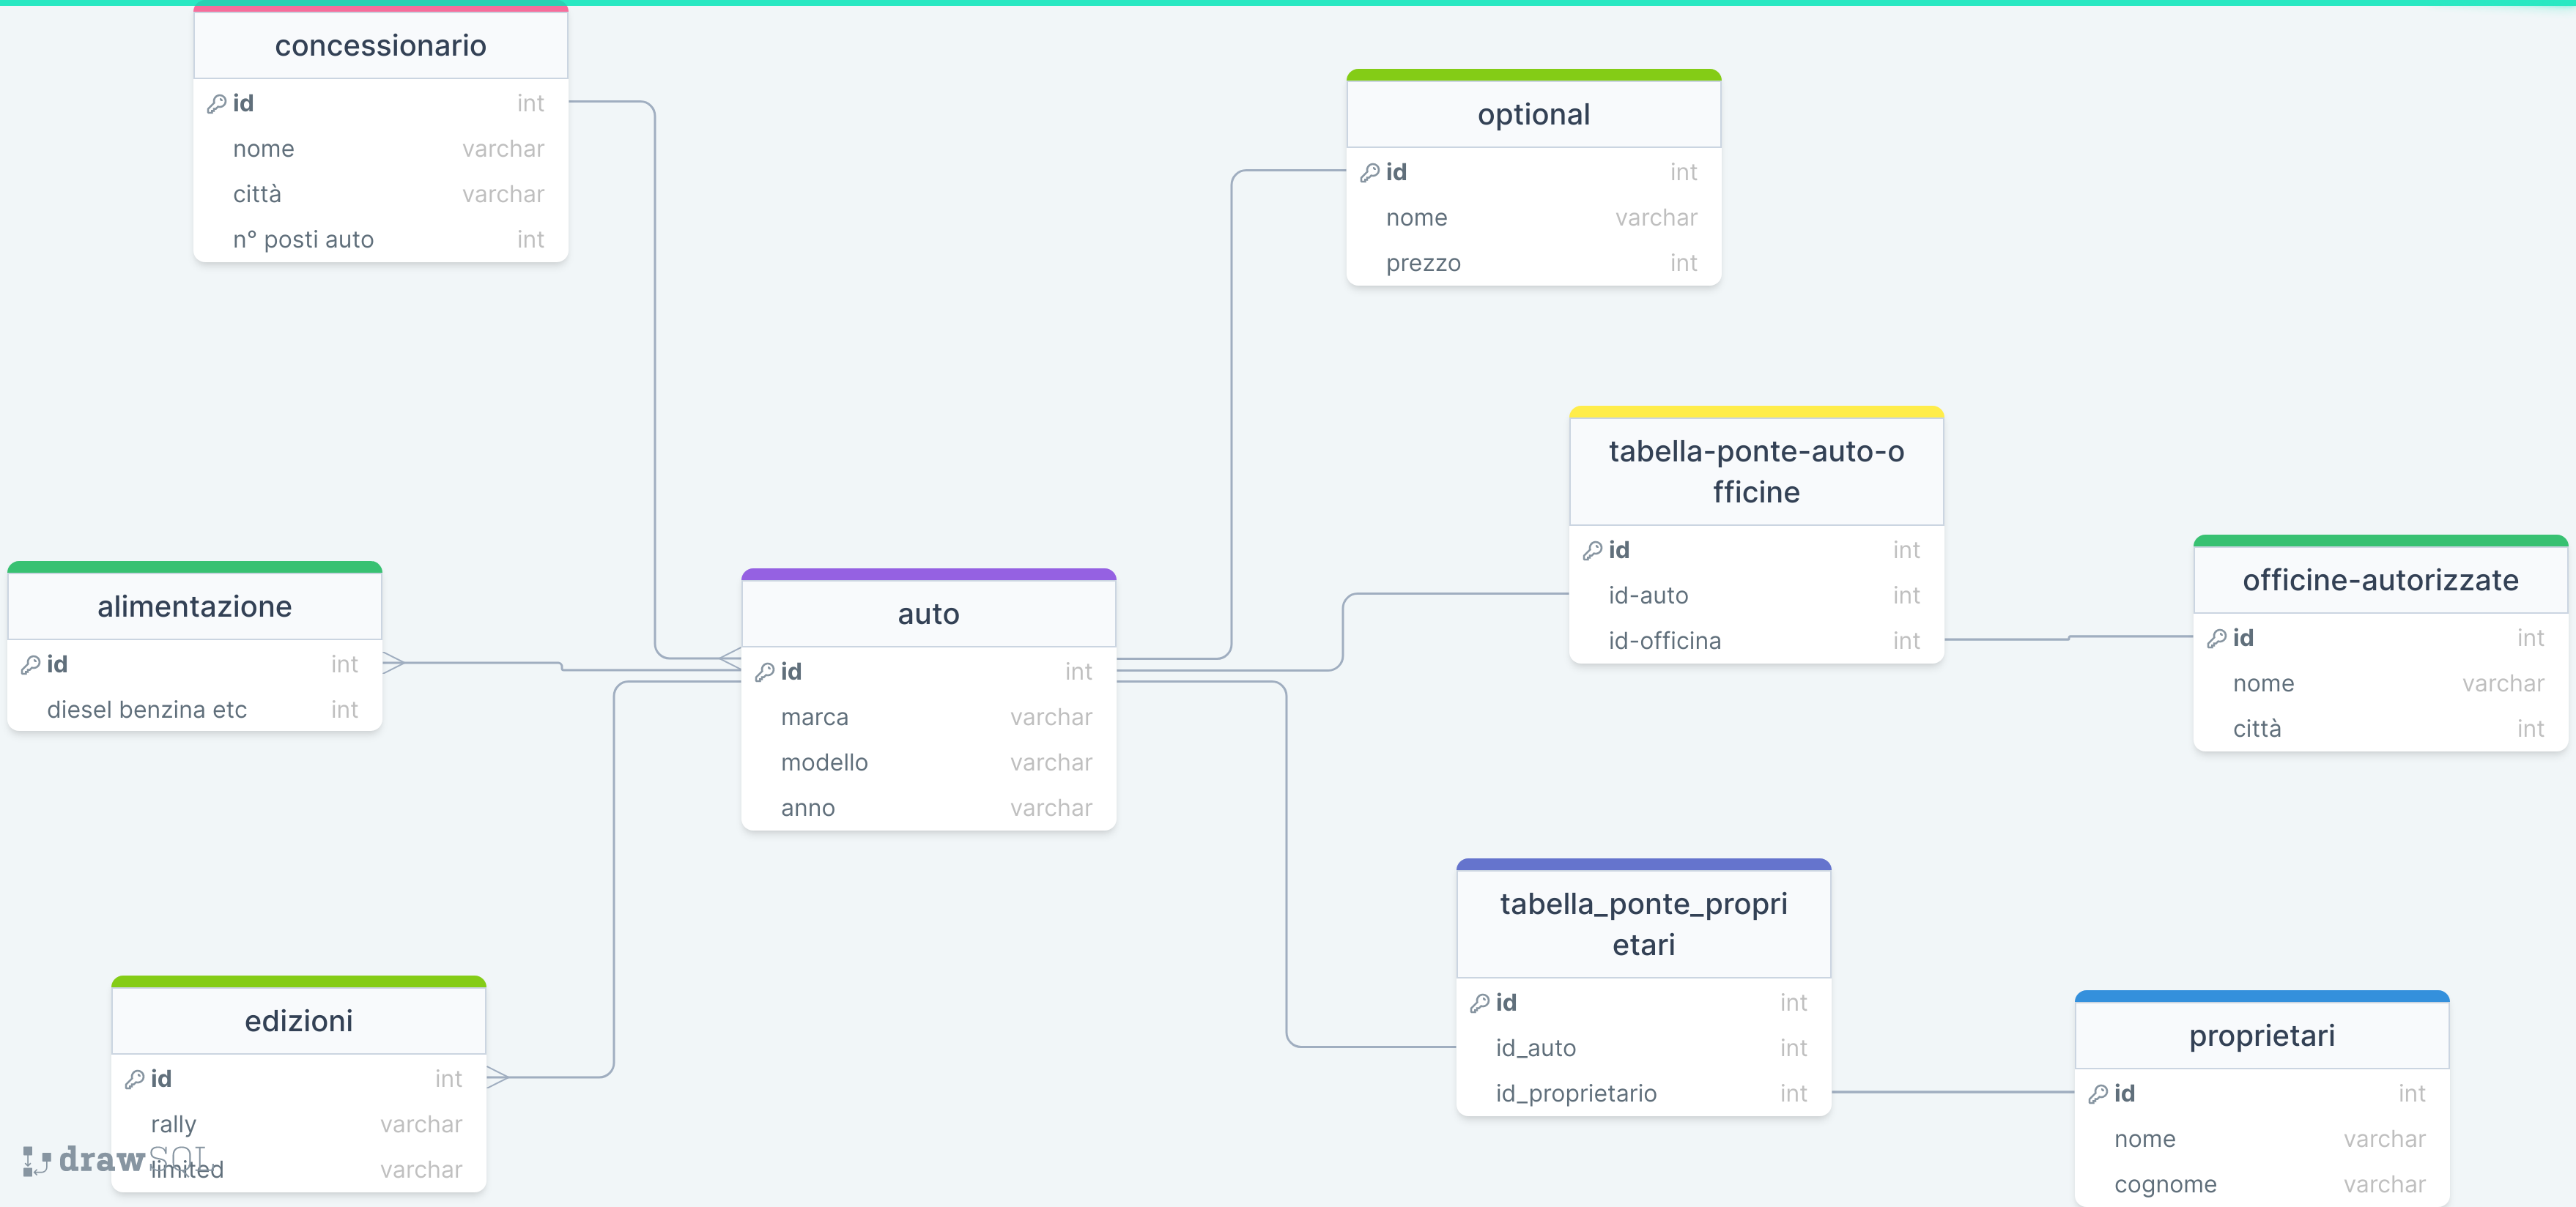 concessionario
id int
nome varchar
città varchar
n° posti auto int
optional
id int
nome varchar
prezzo int
tabella-ponte-auto-o
fficine
id int
id-auto int
id-officina int
officine-autorizzate
id int
nome varchar
città int
alimentazione
id int
diesel benzina etc int
auto
id int
marca varchar
modello varchar
anno varchar
tabella_ponte_propri
etari
id int
id_auto int
id_proprietario int
edizioni
id int
rally varchar
limited varchar
proprietari
id int
nome varchar
cognome varchar
drawSQL